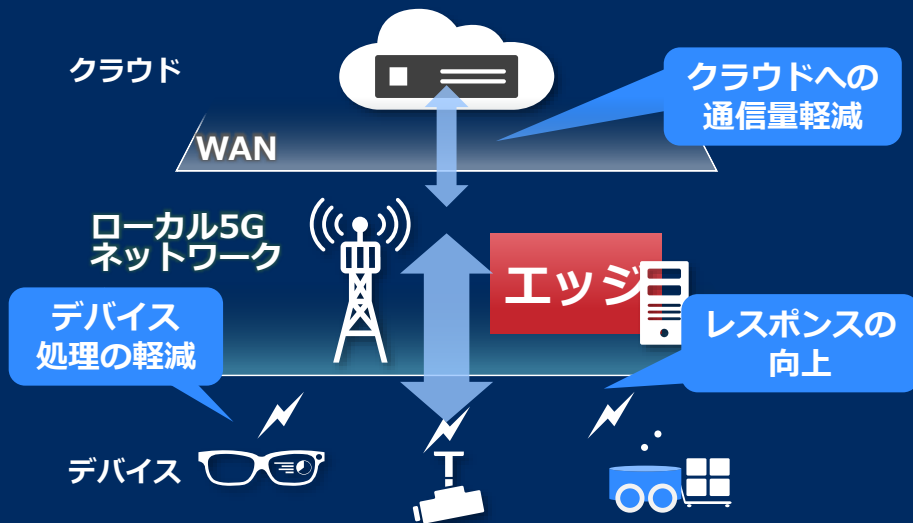 クラウド
クラウドへの
通信量軽減
WAN
ローカル5G
ネットワーク
エッジ
デバイス
処理の軽減
レスポンスの
向上
デバイス